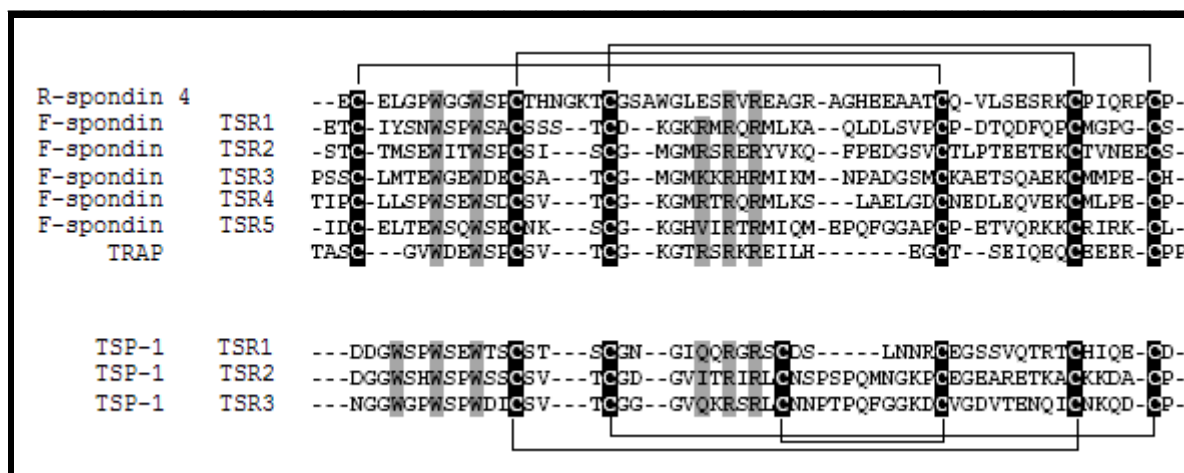 R-spondin 4 --EC-ELGPWGGWSPCTHNGKTCGSAWGLESRVREAGR-AGHEEAATCQ-VLSESRKCPIQRPCP-
F-spondin TSR1 -ETC-IYSNWSPWSACSSS--TCD--KGKRMRQRMLKA--QLDLSVPCP-DTQDFQPCMGPG-CS-
F-spondin TSR2 -STC-TMSEWITWSPCSI---SCG--MGMRSRERYVKQ--FPEDGSVCTLPTEETEKCTVNEECS-
F-spondin TSR3 PSSC-LMTEWGEWDECSA---TCG--MGMKKRHRMIKM--NPADGSMCKAETSQAEKCMMPE-CH-
F-spondin TSR4 TIPC-LLSPWSEWSDCSV---TCG--KGMRTRQRMLKS---LAELGDCNEDLEQVEKCMLPE-CP-
F-spondin TSR5 -IDC-ELTEWSQWSECNK---SCG--KGHVIRTRMIQM-EPQFGGAPCP-ETVQRKKCRIRK-CL-
TRAP TASC---GVWDEWSPCSV---TCG--KGTRSRKREILH-------EGCT--SEIQEQCEEER-CPP
TSP-1 TSR1 ---DDGWSPWSEWTSCST---SCGN--GIQQRGRSCDS-----LNNRCEGSSVQTRTCHIQE-CD-
TSP-1 TSR2 ---DGGWSHWSPWSSCSV---TCGD--GVITRIRLCNSPSPQMNGKPCEGEARETKACKKDA-CP-
TSP-1 TSR3 ---NGGWGPWSPWDICSV---TCGG--GVQKRSRLCNNPTPQFGGKDCVGDVTENQICNKQD-CP-